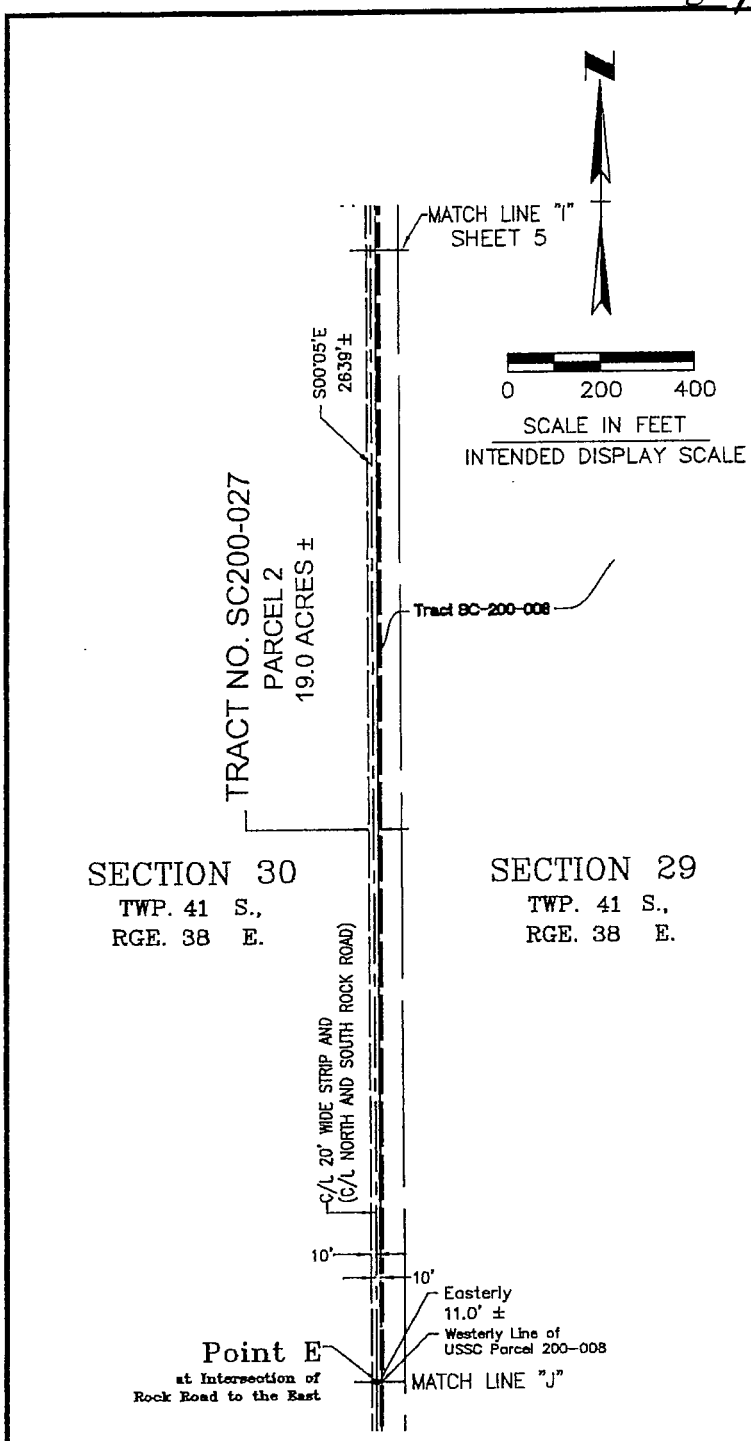 MATCH LINE "I"
SHEET 5
S00°05'E
2639'±
0 200 400
SCALE IN FEET
INTENDED DISPLAY SCALE
TRACT NO. SC200-027
PARCEL 2
19.0 ACRES ±
Tract SC-200-008
SECTION 30
TWP. 41 S.,
RGE. 38 E.
SECTION 29
TWP. 41 S.,
RGE. 38 E.
C/L 20' WIDE STRIP AND
(C/L NORTH AND SOUTH ROCK ROAD)
10'
10'
Easterly
11.0' ±
Westerly Line of
USSC Parcel 200-008
Point E
at Intersection of
Rock Road to the East
MATCH LINE "J"